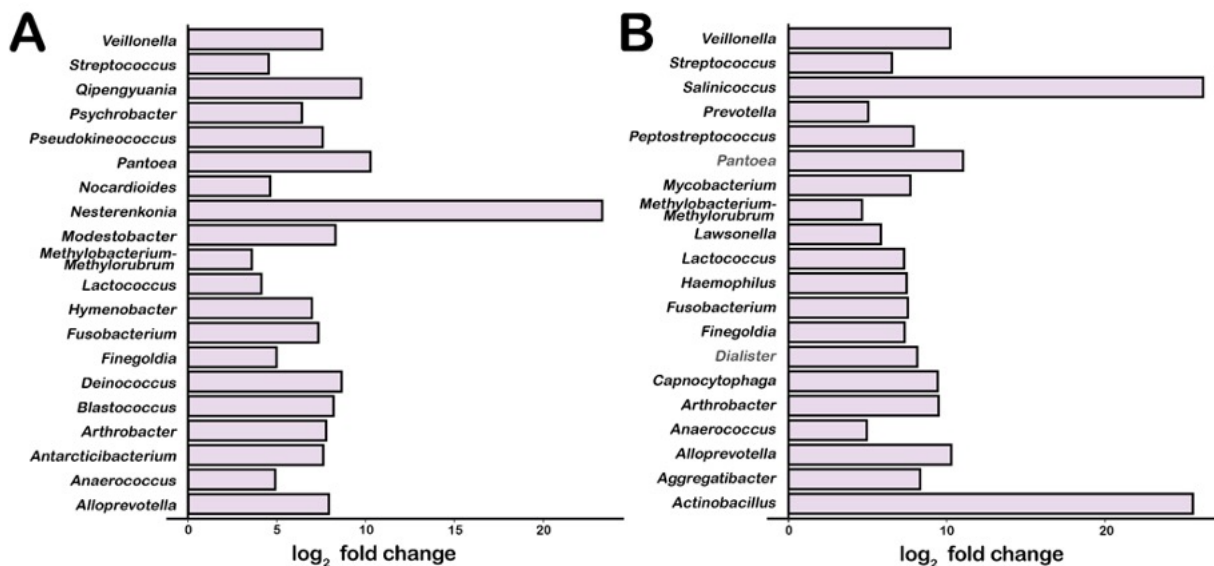 A
Veillonella
Streptococcus
Qipengyuania
Psychrobacter
Pseudokineococcus
Pantoea
Nocardioides
Nesterenkonia
Modestobacter
Methylobacterium-
Methylorubrum
Lactococcus
Hymenobacter
Fusobacterium
Finegoldia
Deinococcus
Blastococcus
Arthrobacter
Antarcticibacterium
Anaerococcus
Alloprevotella
0 5 10 15 20
log₂ fold change
B
Veillonella
Streptococcus
Salinicoccus
Prevotella
Peptostreptococcus
Pantoea
Mycobacterium
Methylobacterium-
Methylorubrum
Lawsonella
Lactococcus
Haemophilus
Fusobacterium
Finegoldia
Dialister
Capnocytophaga
Arthrobacter
Anaerococcus
Alloprevotella
Aggregatibacter
Actinobacillus
0 10 20
log₂ fold change